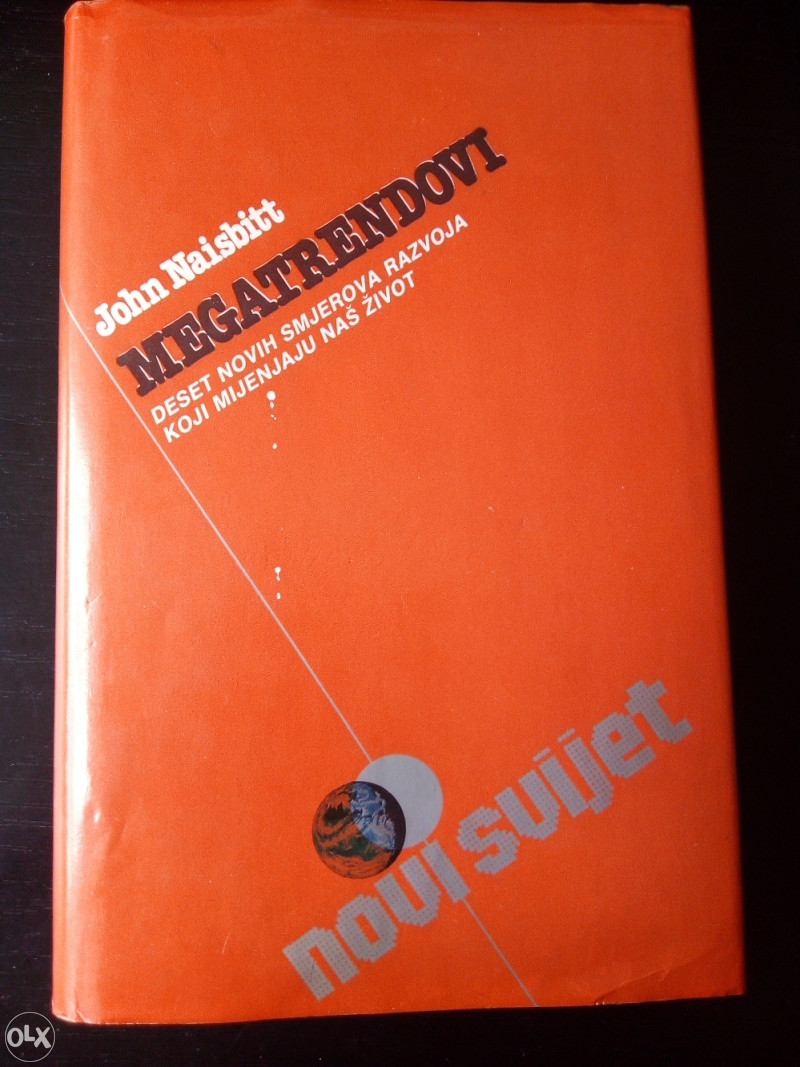 John Naisbitt
MEGATRENDOVI
DESET NOVIH SMJEROVA RAZVOJA
KOJI MIJENJAJU NAŠ ŽIVOT
novi svijet
OLX